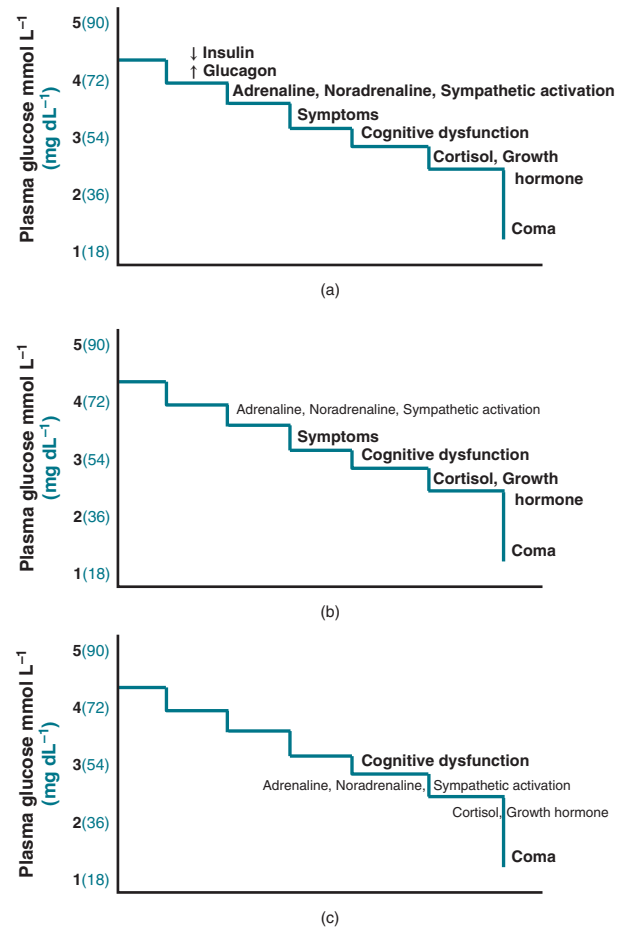 Plasma glucose mmol L⁻¹
(mg dL⁻¹)
5(90)
4(72)
3(54)
2(36)
1(18)
↓ Insulin
↑ Glucagon
Adrenaline, Noradrenaline, Sympathetic activation
Symptoms
Cognitive dysfunction
Cortisol, Growth
hormone
Coma
(a)
Plasma glucose mmol L⁻¹
(mg dL⁻¹)
5(90)
4(72)
3(54)
2(36)
1(18)
Adrenaline, Noradrenaline, Sympathetic activation
Symptoms
Cognitive dysfunction
Cortisol, Growth
hormone
Coma
(b)
Plasma glucose mmol L⁻¹
(mg dL⁻¹)
5(90)
4(72)
3(54)
2(36)
1(18)
Cognitive dysfunction
Adrenaline, Noradrenaline, Sympathetic activation
Cortisol, Growth hormone
Coma
(c)